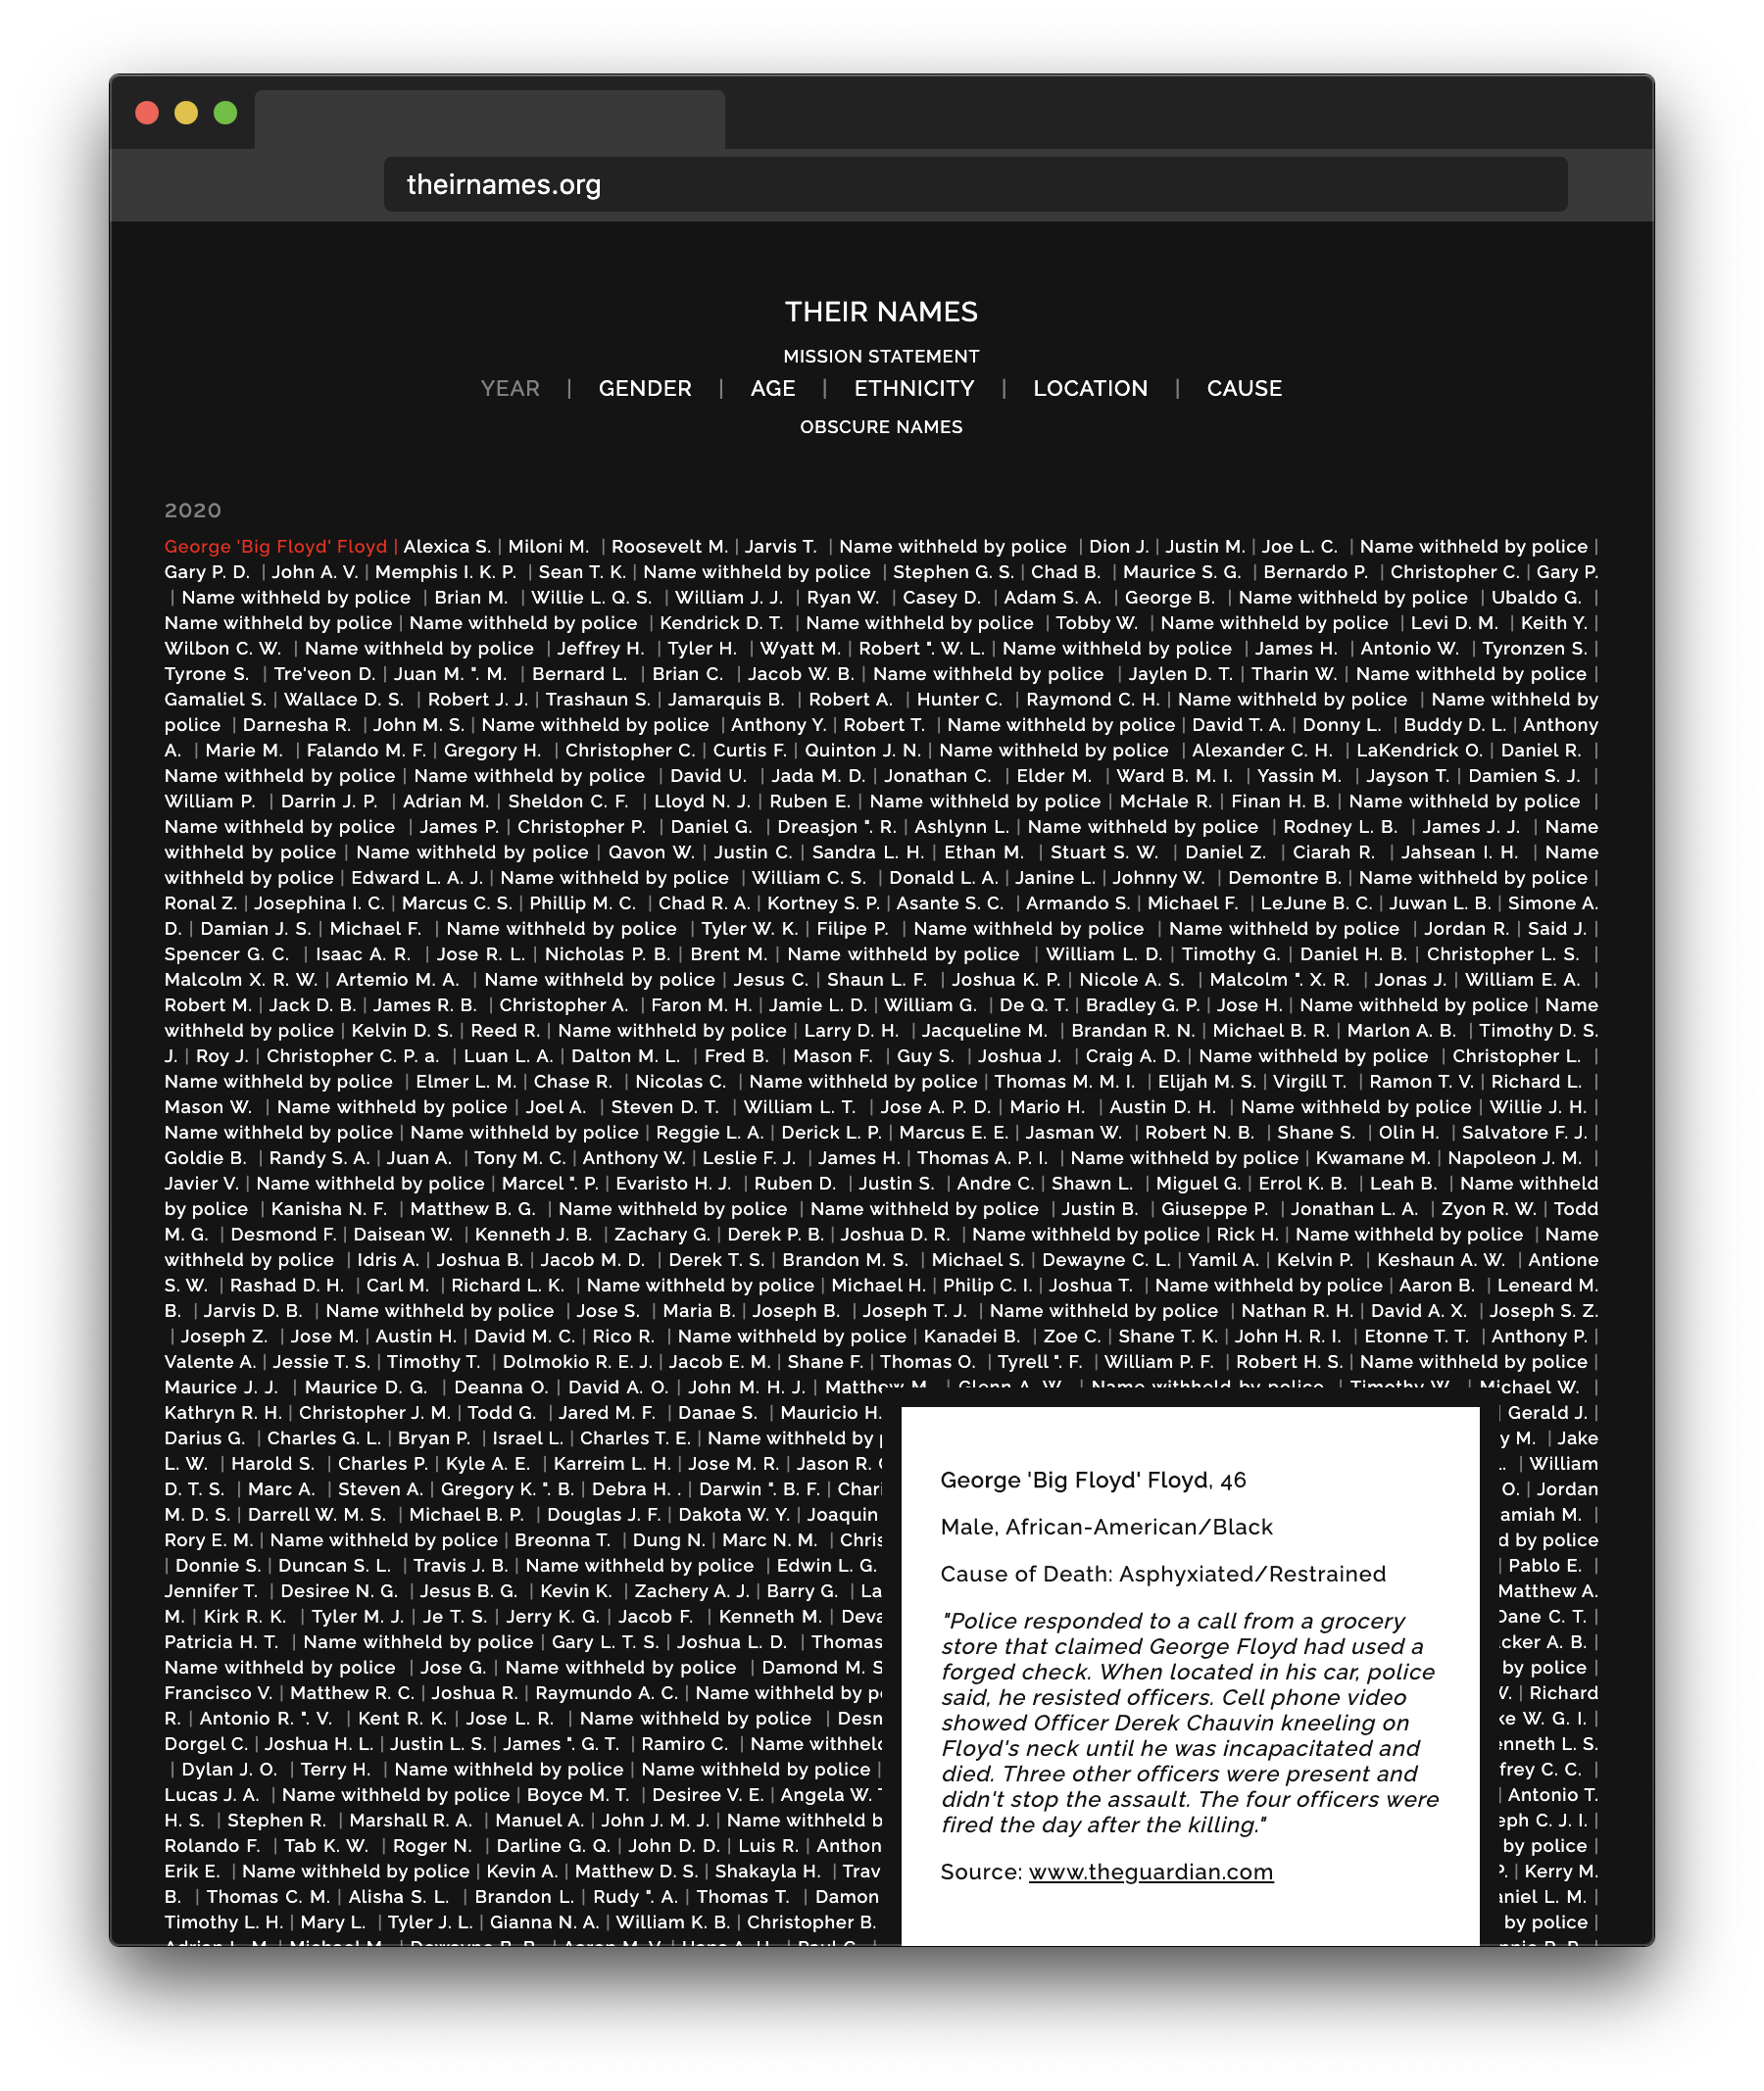 theirnames.org
THEIR NAMES
MISSION STATEMENT
YEAR | GENDER | AGE | ETHNICITY | LOCATION | CAUSE
OBSCURE NAMES
2020
George 'Big Floyd' Floyd | Alexica S. | Miloni M. | Roosevelt M. | Jarvis T. | Name withheld by police | Dion J. | Justin M. | Joe L. C. | Name withheld by police |
Gary P. D. | John A. V. | Memphis I. K. P. | Sean T. K. | Name withheld by police | Stephen G. S. | Chad B. | Maurice S. G. | Bernardo P. | Christopher C. | Gary P.
| Name withheld by police | Brian M. | Willie L. Q. S. | William J. J. | Ryan W. | Casey D. | Adam S. A. | George B. | Name withheld by police | Ubaldo G. |
Name withheld by police | Name withheld by police | Kendrick D. T. | Name withheld by police | Tobby W. | Name withheld by police | Levi D. M. | Keith Y. |
Wilbon C. W. | Name withheld by police | Jeffrey H. | Tyler H. | Wyatt M. | Robert ". W. L. | Name withheld by police | James H. | Antonio W. | Tyronzen S. |
Tyrone S. | Tre'veon D. | Juan M. ". M. | Bernard L. | Brian C. | Jacob W. B. | Name withheld by police | Jaylen D. T. | Tharin W. | Name withheld by police |
Gamaliel S. | Wallace D. S. | Robert J. J. | Trashaun S. | Jamarquis B. | Robert A. | Hunter C. | Raymond C. H. | Name withheld by police | Name withheld by
police | Darnesha R. | John M. S. | Name withheld by police | Anthony Y. | Robert T. | Name withheld by police | David T. A. | Donny L. | Buddy D. L. | Anthony
A. | Marie M. | Falando M. F. | Gregory H. | Christopher C. | Curtis F. | Quinton J. N. | Name withheld by police | Alexander C. H. | LaKendrick O. | Daniel R. |
Name withheld by police | Name withheld by police | David U. | Jada M. D. | Jonathan C. | Elder M. | Ward B. M. I. | Yassin M. | Jayson T. | Damien S. J. |
William P. | Darrin J. P. | Adrian M. | Sheldon C. F. | Lloyd N. J. | Ruben E. | Name withheld by police | McHale R. | Finan H. B. | Name withheld by police |
Name withheld by police | James P. | Christopher P. | Daniel G. | Dreasjon ". R. | Ashlynn L. | Name withheld by police | Rodney L. B. | James J. J. | Name
withheld by police | Name withheld by police | Qavon W. | Justin C. | Sandra L. H. | Ethan M. | Stuart S. W. | Daniel Z. | Ciarah R. | Jahsean I. H. | Name
withheld by police | Edward L. A. J. | Name withheld by police | William C. S. | Donald L. A. | Janine L. | Johnny W. | Demontre B. | Name withheld by police |
Ronal Z. | Josephina I. C. | Marcus C. S. | Phillip M. C. | Chad R. A. | Kortney S. P. | Asante S. C. | Armando S. | Michael F. | LeJune B. C. | Juwan L. B. | Simone A.
D. | Damian J. S. | Michael F. | Name withheld by police | Tyler W. K. | Filipe P. | Name withheld by police | Name withheld by police | Jordan R. | Said J. |
Spencer G. C. | Isaac A. R. | Jose R. L. | Nicholas P. B. | Brent M. | Name withheld by police | William L. D. | Timothy G. | Daniel H. B. | Christopher L. S. |
Malcolm X. R. W. | Artemio M. A. | Name withheld by police | Jesus C. | Shaun L. F. | Joshua K. P. | Nicole A. S. | Malcolm ". X. R. | Jonas J. | William E. A. |
Robert M. | Jack D. B. | James R. B. | Christopher A. | Faron M. H. | Jamie L. D. | William G. | De Q. T. | Bradley G. P. | Jose H. | Name withheld by police | Name
withheld by police | Kelvin D. S. | Reed R. | Name withheld by police | Larry D. H. | Jacqueline M. | Brandan R. N. | Michael B. R. | Marlon A. B. | Timothy D. S.
J. | Roy J. | Christopher C. P. a. | Luan L. A. | Dalton M. L. | Fred B. | Mason F. | Guy S. | Joshua J. | Craig A. D. | Name withheld by police | Christopher L. |
Name withheld by police | Elmer L. M. | Chase R. | Nicolas C. | Name withheld by police | Thomas M. M. I. | Elijah M. S. | Virgill T. | Ramon T. V. | Richard L. |
Mason W. | Name withheld by police | Joel A. | Steven D. T. | William L. T. | Jose A. P. D. | Mario H. | Austin D. H. | Name withheld by police | Willie J. H. |
Name withheld by police | Name withheld by police | Reggie L. A. | Derick L. P. | Marcus E. E. | Jasman W. | Robert N. B. | Shane S. | Olin H. | Salvatore F. J. |
Goldie B. | Randy S. A. | Juan A. | Tony M. C. | Anthony W. | Leslie F. J. | James H. | Thomas A. P. I. | Name withheld by police | Kwamane M. | Napoleon J. M. |
Javier V. | Name withheld by police | Marcel ". P. | Evaristo H. J. | Ruben D. | Justin S. | Andre C. | Shawn L. | Miguel G. | Errol K. B. | Leah B. | Name withheld
by police | Kanisha N. F. | Matthew B. G. | Name withheld by police | Name withheld by police | Justin B. | Giuseppe P. | Jonathan L. A. | Zyon R. W. | Todd
M. G. | Desmond F. | Daisean W. | Kenneth J. B. | Zachary G. | Derek P. B. | Joshua D. R. | Name withheld by police | Rick H. | Name withheld by police | Name
withheld by police | Idris A. | Joshua B. | Jacob M. D. | Derek T. S. | Brandon M. S. | Michael S. | Dewayne C. L. | Yamil A. | Kelvin P. | Keshaun A. W. | Antione
S. W. | Rashad D. H. | Carl M. | Richard L. K. | Name withheld by police | Michael H. | Philip C. I. | Joshua T. | Name withheld by police | Aaron B. | Leneard M.
B. | Jarvis D. B. | Name withheld by police | Jose S. | Maria B. | Joseph B. | Joseph T. J. | Name withheld by police | Nathan R. H. | David A. X. | Joseph S. Z.
| Joseph Z. | Jose M. | Austin H. | David M. C. | Rico R. | Name withheld by police | Kanadei B. | Zoe C. | Shane T. K. | John H. R. I. | Etonne T. T. | Anthony P. |
Valente A. | Jessie T. S. | Timothy T. | Dolmokio R. E. J. | Jacob E. M. | Shane F. | Thomas O. | Tyrell ". F. | William P. F. | Robert H. S. | Name withheld by police |
Maurice J. J. | Maurice D. G. | Deanna O. | David A. O. | John M. H. J. | Matthew M. | Glenn A. W. | Name withheld by police | Timothy W. | Michael W. |
Kathryn R. H. | Christopher J. M. | Todd G. | Jared M. F. | Danae S. | Mauricio H. | Gerald J. |
Darius G. | Charles G. L. | Bryan P. | Israel L. | Charles T. E. | Name withheld by y M. | Jake
L. W. | Harold S. | Charles P. | Kyle A. E. | Karreim L. H. | Jose M. R. | Jason R. | William
D. T. S. | Marc A. | Steven A. | Gregory K. ". B. | Debra H. . | Darwin ". B. F. | Chari O. | Jordan
M. D. S. | Darrell W. M. S. | Michael B. P. | Douglas J. F. | Dakota W. Y. | Joaquin amiah M. |
Rory E. M. | Name withheld by police | Breonna T. | Dung N. | Marc N. M. | Chris d by police
| Donnie S. | Duncan S. L. | Travis J. B. | Name withheld by police | Edwin L. G. | Pablo E. |
Jennifer T. | Desiree N. G. | Jesus B. G. | Kevin K. | Zachery A. J. | Barry G. | La Matthew A.
M. | Kirk R. K. | Tyler M. J. | Je T. S. | Jerry K. G. | Jacob F. | Kenneth M. | Deva Dane C. T. |
Patricia H. T. | Name withheld by police | Gary L. T. S. | Joshua L. D. | Thomas cker A. B. |
Name withheld by police | Jose G. | Name withheld by police | Damond M. S by police |
Francisco V. | Matthew R. C. | Joshua R. | Raymundo A. C. | Name withheld by V. | Richard
R. | Antonio R. ". V. | Kent R. K. | Jose L. R. | Name withheld by police | Desm ke W. G. I. |
Dorgel C. | Joshua H. L. | Justin L. S. | James ". G. T. | Ramiro C. | Name withheld enneth L. S.
| Dylan J. O. | Terry H. | Name withheld by police | Name withheld by police | frey C. C. |
Lucas J. A. | Name withheld by police | Boyce M. T. | Desiree V. E. | Angela W. | Antonio T.
H. S. | Stephen R. | Marshall R. A. | Manuel A. | John J. M. J. | Name withheld b eph C. J. I. |
Rolando F. | Tab K. W. | Roger N. | Darline G. Q. | John D. D. | Luis R. | Anthon by police |
Erik E. | Name withheld by police | Kevin A. | Matthew D. S. | Shakayla H. | Trav P. | Kerry M.
B. | Thomas C. M. | Alisha S. L. | Brandon L. | Rudy ". A. | Thomas T. | Damon aniel L. M. |
Timothy L. H. | Mary L. | Tyler J. L. | Gianna N. A. | William K. B. | Christopher B. by police |
George 'Big Floyd' Floyd, 46
Male, African-American/Black
Cause of Death: Asphyxiated/Restrained
"Police responded to a call from a grocery
store that claimed George Floyd had used a
forged check. When located in his car, police
said, he resisted officers. Cell phone video
showed Officer Derek Chauvin kneeling on
Floyd's neck until he was incapacitated and
died. Three other officers were present and
didn't stop the assault. The four officers were
fired the day after the killing."
Source: www.theguardian.com